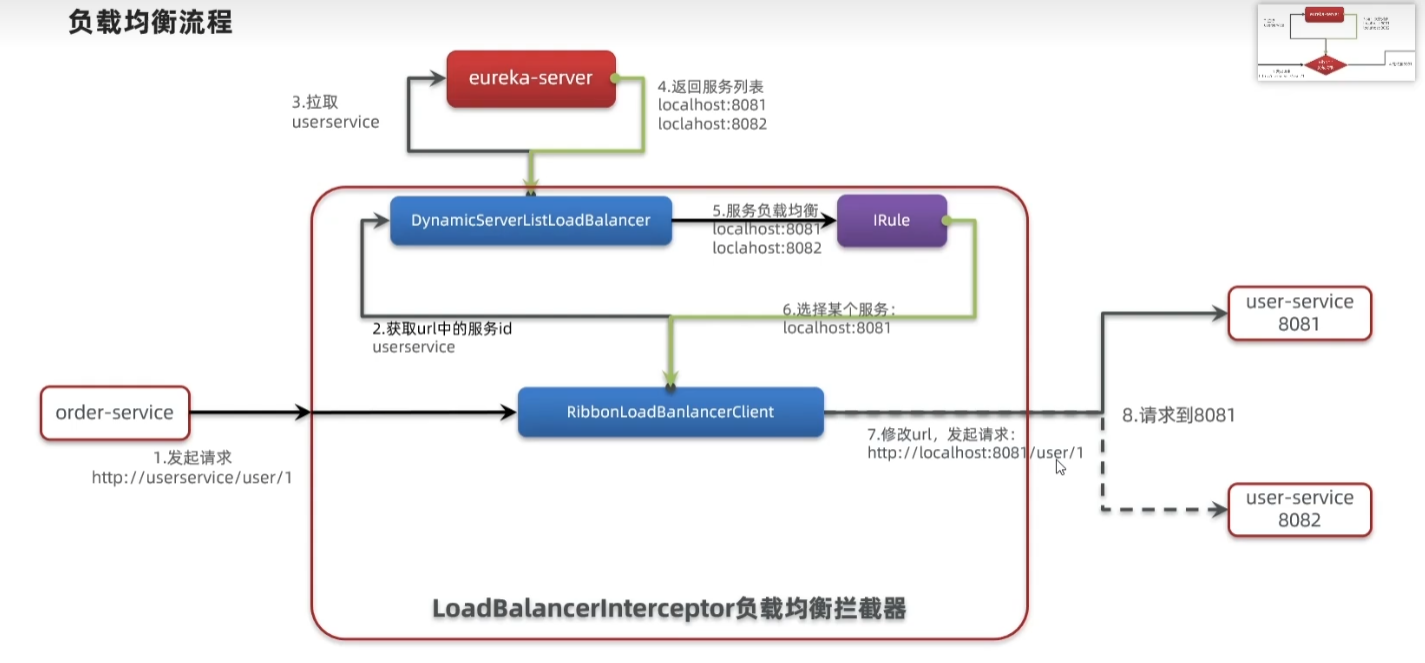 负载均衡流程
eureka-server
3.拉取
userservice
4.返回服务列表
localhost:8081
loclahost:8082
DynamicServerListLoadBalancer
5.服务负载均衡
localhost:8081
loclahost:8082
IRule
2.获取url中的服务id
userservice
6.选择某个服务：
localhost:8081
user-service
8081
order-service
RibbonLoadBanlancerClient
8.请求到8081
1.发起请求
http://userservice/user/1
7.修改url，发起请求：
http://localhost:8081/user/1
user-service
8082
LoadBalancerInterceptor负载均衡拦截器